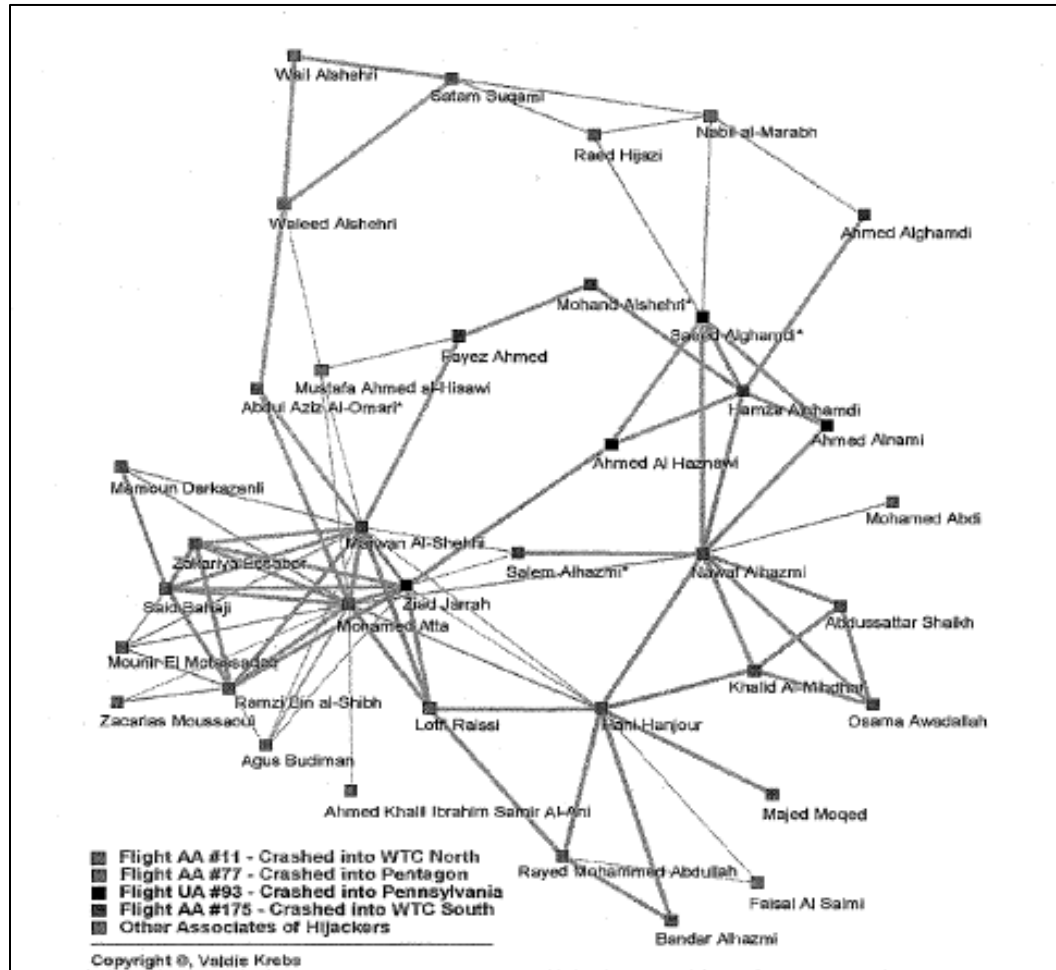 Wail Alshehri
Satam Suqami
Nabil al-Marabh
Raed Hijazi
Waleed Alshehri
Ahmed Alghamdi
Mohand Alshehri*
Saeed Alghamdi*
Fayez Ahmed
Mustafa Ahmed al-Hisawi
Abdul Aziz Al-Omari*
Hamza Alghamdi
Ahmed Alnami
Ahmed Al Haznawi
Mamoun Darkazanli
Mohamed Abdi
Marwan Al-Shehhi
Zakariya Essabar
Salem Alhazmi*
Nawaf Alhazmi
Said Bahaji
Ziad Jarrah
Mohamed Atta
Abdussattar Shaikh
Mounir El Motassadeq
Khalid Al-Mihdhar
Zacarias Moussaoui
Ramzi Bin al-Shibh
Lotfi Raissi
Hani Hanjour
Osama Awadallah
Agus Budiman
Ahmed Khalil Ibrahim Samir Al-Ani
Majed Moqed
Rayed Mohammed Abdullah
Faisal Al Salmi
Bandar Alhazmi
Flight AA #11 - Crashed into WTC North
Flight AA #77 - Crashed into Pentagon
Flight UA #93 - Crashed into Pennsylvania
Flight AA #175 - Crashed into WTC South
Other Associates of Hijackers
Copyright ©, Valdis Krebs